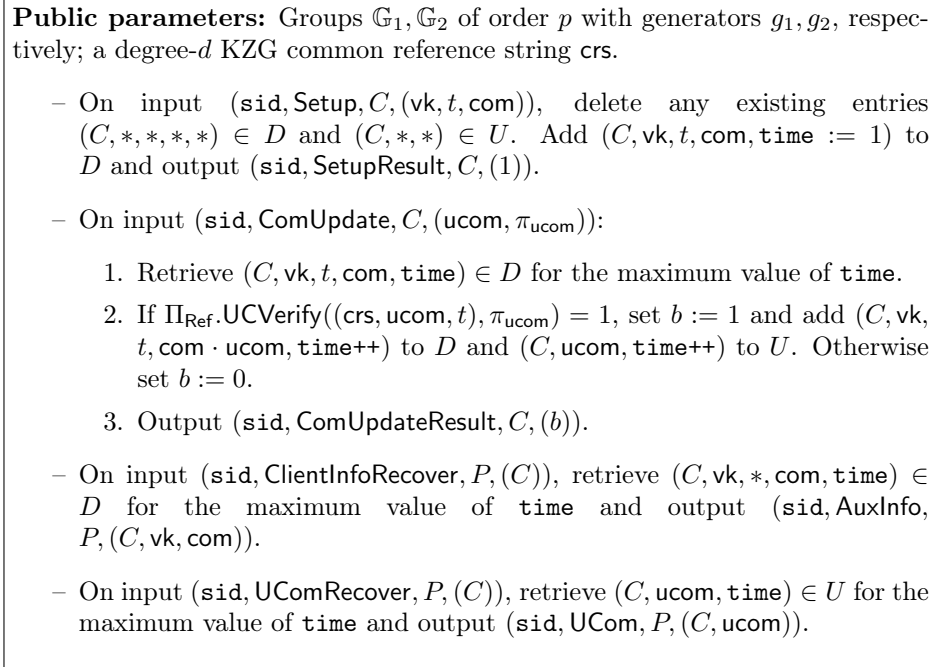 Public parameters: Groups 𝔾₁, 𝔾₂ of order p with generators g₁, g₂, respec-
tively; a degree-d KZG common reference string crs.
– On input (sid, Setup, C, (vk, t, com)), delete any existing entries
(C, ∗, ∗, ∗, ∗) ∈ D and (C, ∗, ∗) ∈ U. Add (C, vk, t, com, time := 1) to
D and output (sid, SetupResult, C, (1)).
– On input (sid, ComUpdate, C, (ucom, π_ucom)):
1. Retrieve (C, vk, t, com, time) ∈ D for the maximum value of time.
2. If Π_Ref.UCVerify((crs, ucom, t), π_ucom) = 1, set b := 1 and add (C, vk,
t, com · ucom, time++) to D and (C, ucom, time++) to U. Otherwise
set b := 0.
3. Output (sid, ComUpdateResult, C, (b)).
– On input (sid, ClientInfoRecover, P, (C)), retrieve (C, vk, ∗, com, time) ∈
D for the maximum value of time and output (sid, AuxInfo,
P, (C, vk, com)).
– On input (sid, UComRecover, P, (C)), retrieve (C, ucom, time) ∈ U for the
maximum value of time and output (sid, UCom, P, (C, ucom)).